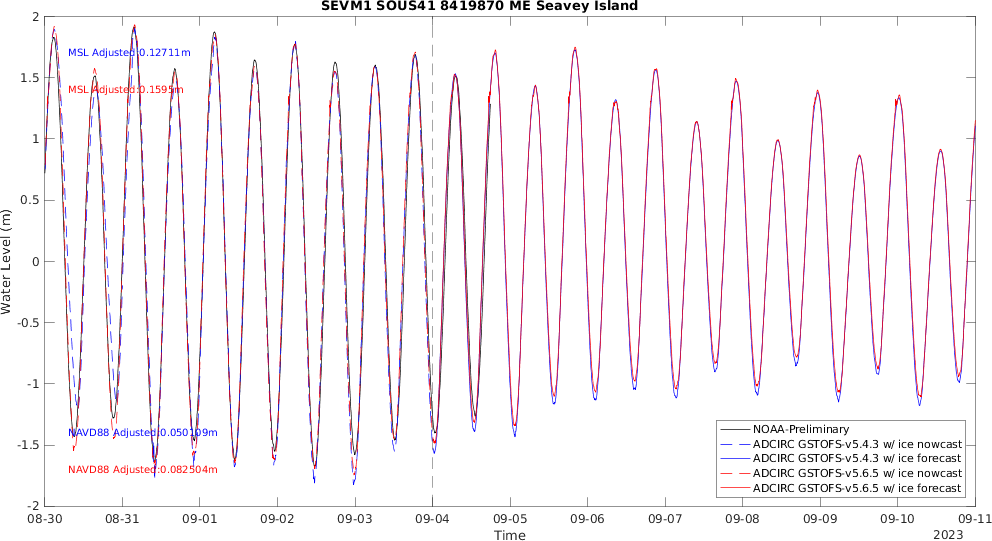 SEVM1 SOUS41 8419870 ME Seavey Island
2
1.5
1
0.5
0
-0.5
-1
-1.5
-2
Water Level (m)
MSL Adjusted:0.12711m
MSL Adjusted:0.1595m
NAVD88 Adjusted:0.050109m
NAVD88 Adjusted:0.082504m
NOAA-Preliminary
ADCIRC GSTOFS-v5.4.3 w/ ice nowcast
ADCIRC GSTOFS-v5.4.3 w/ ice forecast
ADCIRC GSTOFS-v5.6.5 w/ ice nowcast
ADCIRC GSTOFS-v5.6.5 w/ ice forecast
08-30 08-31 09-01 09-02 09-03 09-04 09-05 09-06 09-07 09-08 09-09 09-10 09-11
Time
2023